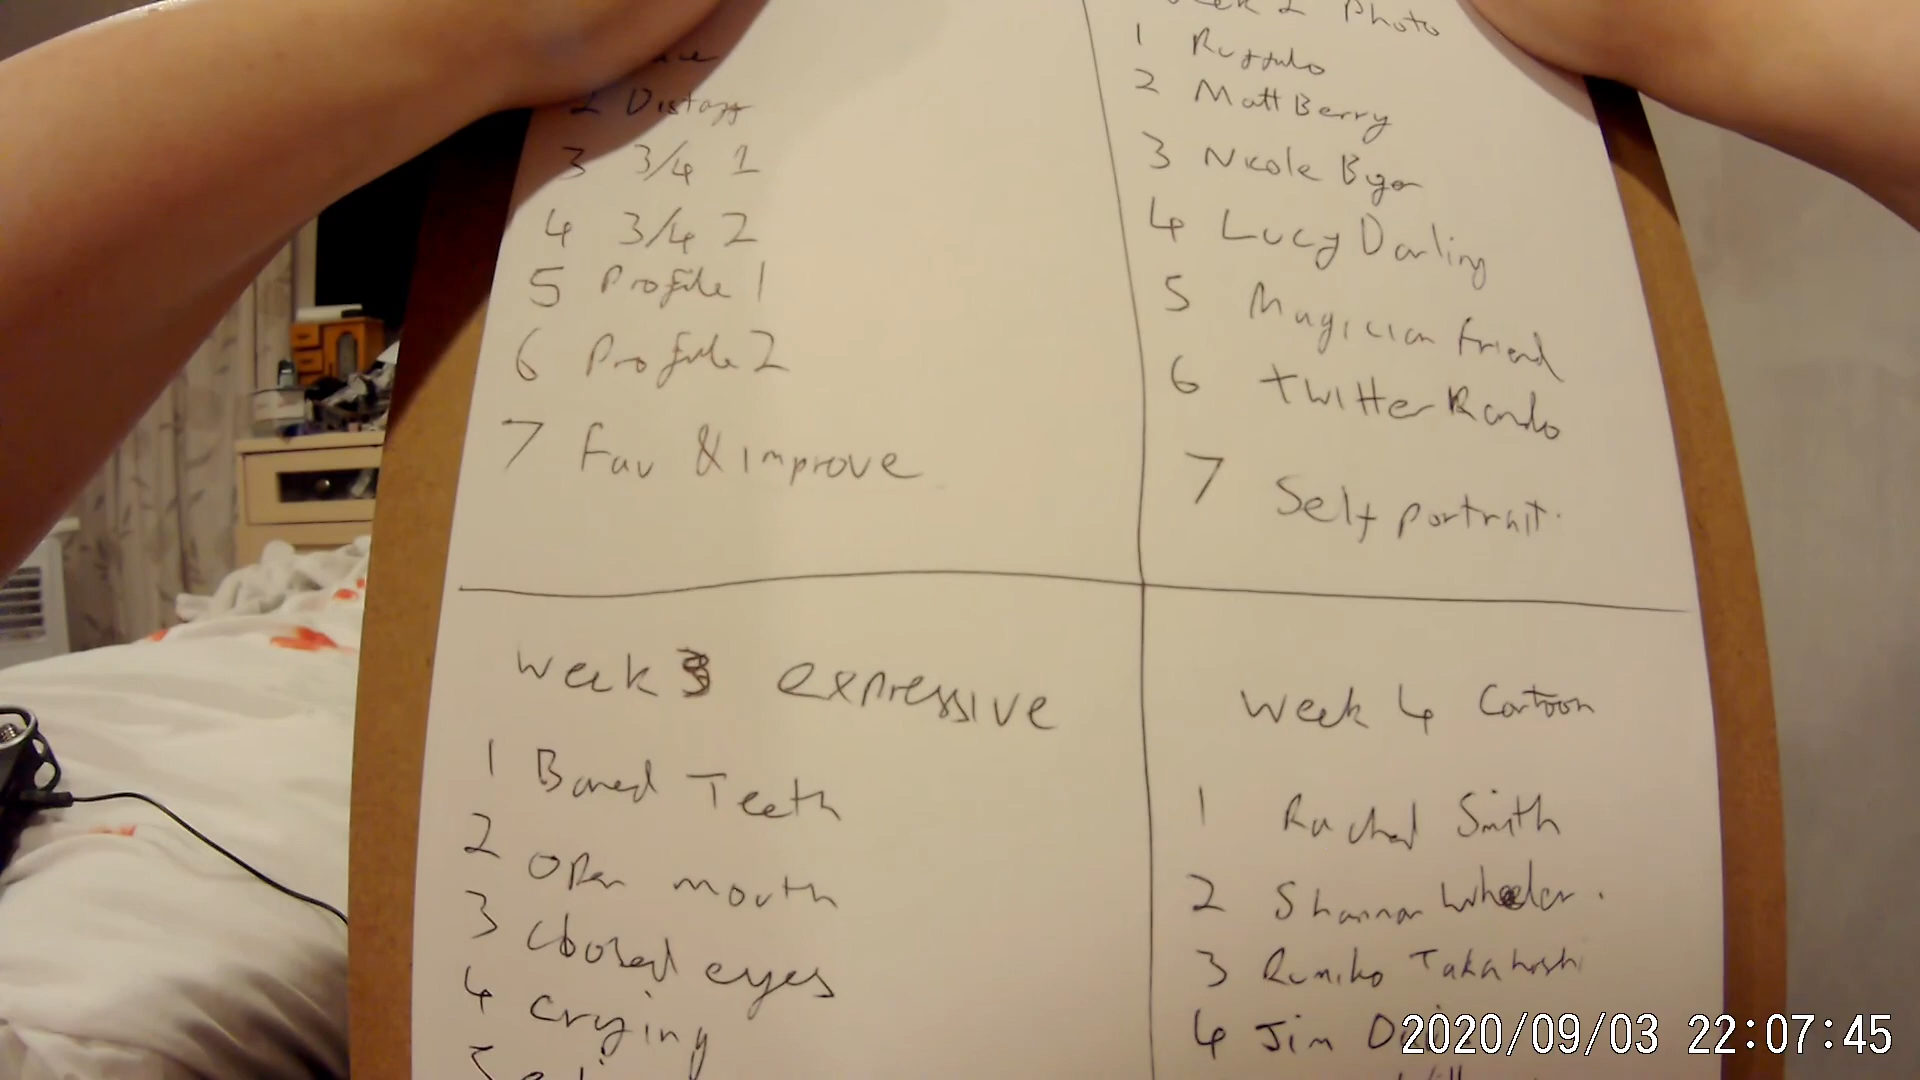 2
3 3/4 1
4 3/4 2
5 Profile 1
6 Profile 2
7 Fav & improve
2 Photo
1 Ruffulo
2 Matt Berry
3 Nicole Byer
4 Lucy Darling
5 Magician friend
6 Twitter Rando
7 Self portrait.
Week 3 expressive
1 Bared Teeth
2 open mouth
3 closed eyes
4 crying
5
Week 4 Cartoon
1 Rachel Smith
2 Shannon Wheeler.
3 Rumiko Takahashi
4 Jim
2020/09/03 22:07:45